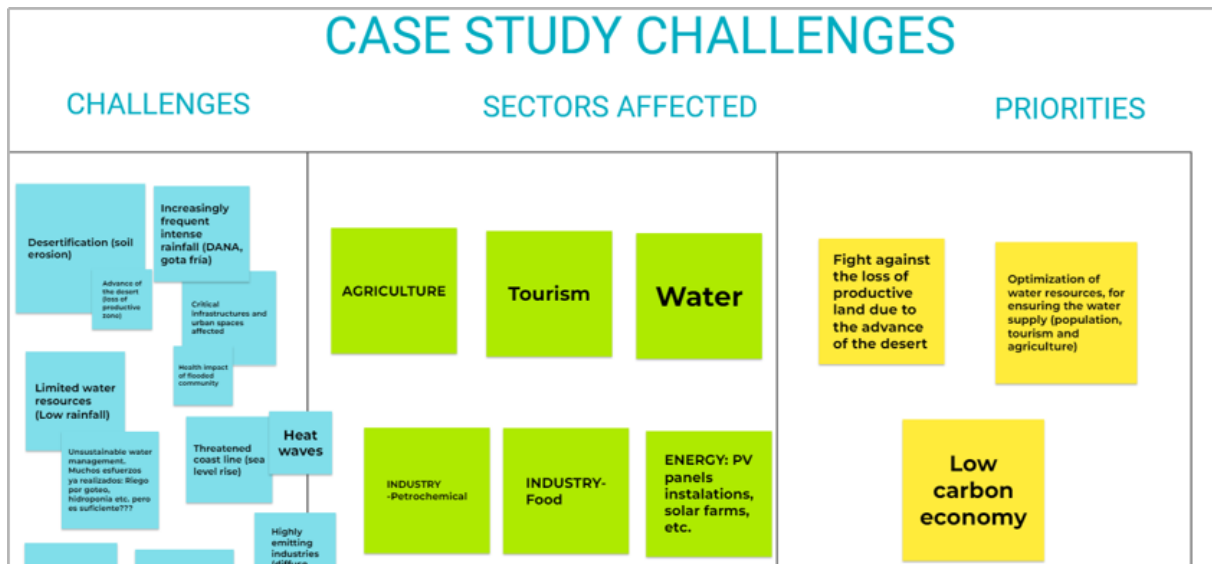 CASE STUDY CHALLENGES
CHALLENGES
SECTORS AFFECTED
PRIORITIES
Desertification (soil
erosion)
Advance of
the desert
(loss of
productive
zone)
Increasingly
frequent
intense
rainfall (DANA,
gota fría)
Critical
infrastructures and
urban spaces
affected
Health impact
of flooded
community
Limited water
resources
(Low rainfall)
Unsustainable water
management.
Muchos esfuerzos
ya realizados: Riego
por goteo,
hidroponia etc. pero
es suficiente???
Threatened
coast line (sea
level rise)
Heat
waves
Highly
emitting
industries
(diffuse
AGRICULTURE
Tourism
Water
INDUSTRY
-Petrochemical
INDUSTRY-
Food
ENERGY: PV
panels
instalations,
solar farms,
etc.
Fight against
the loss of
productive
land due to
the advance
of the desert
Optimization of
water resources, for
ensuring the water
supply (population,
tourism and
agriculture)
Low
carbon
economy